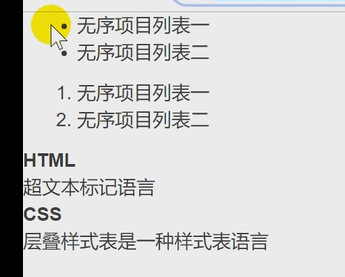 • 无序项目列表一
• 无序项目列表二
1. 无序项目列表一
2. 无序项目列表二
HTML
超文本标记语言
CSS
层叠样式表是一种样式表语言